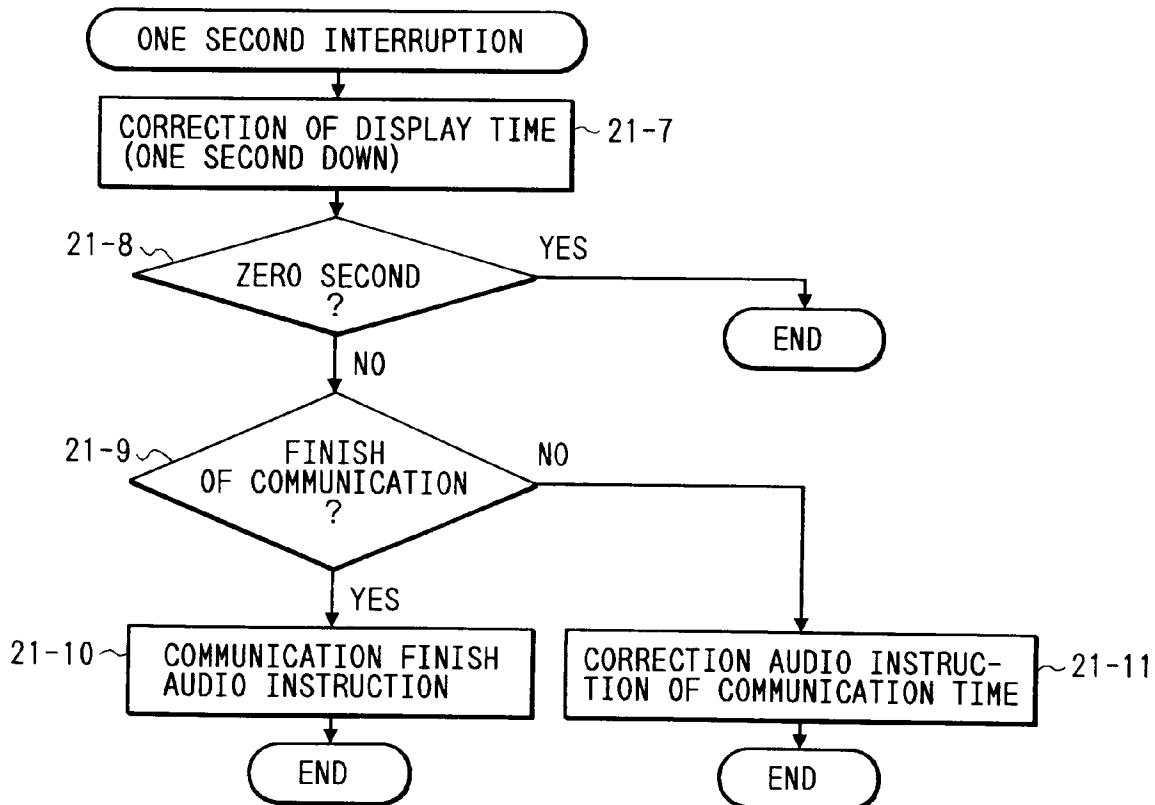 ONE SECOND INTERRUPTION
CORRECTION OF DISPLAY TIME
(ONE SECOND DOWN)
21-7
21-8
ZERO SECOND
?
YES
END
NO
21-9
FINISH
OF COMMUNICATION
?
NO
YES
21-10
COMMUNICATION FINISH
AUDIO INSTRUCTION
CORRECTION AUDIO INSTRUC-
TION OF COMMUNICATION TIME
21-11
END
END